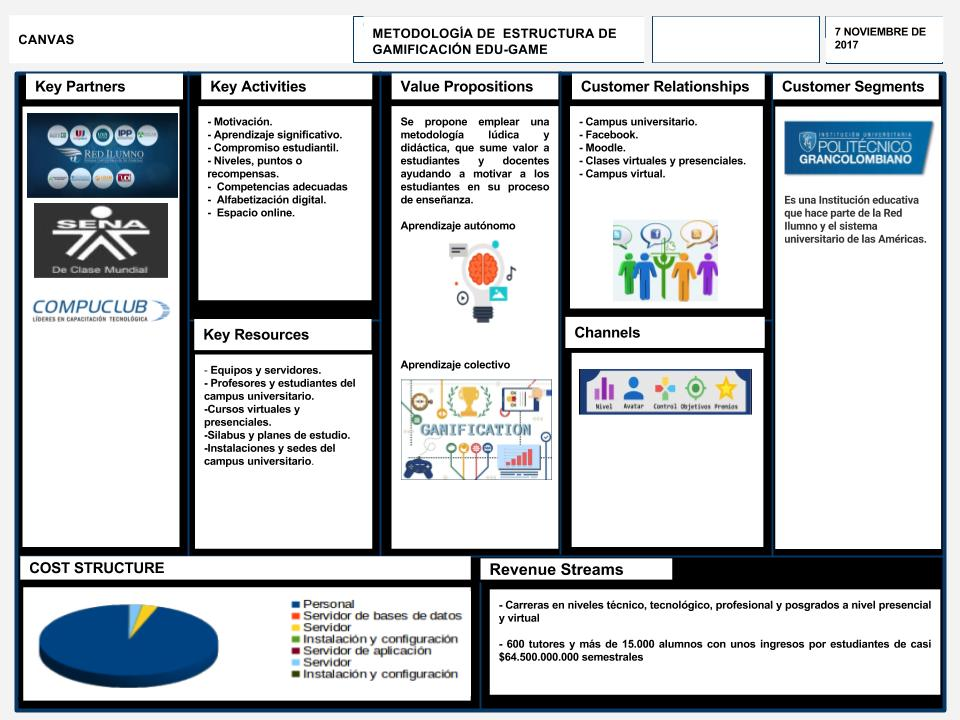 CANVAS
METODOLOGÍA DE ESTRUCTURA DE
GAMIFICACIÓN EDU-GAME
7 NOVIEMBRE DE
2017
Key Partners
RED ILUMNO
IPP
SENA
De Clase Mundial
COMPUCLUB
LÍDERES EN CAPACITACIÓN TECNOLÓGICA
Key Activities
- Motivación.
- Aprendizaje significativo.
- Compromiso estudiantil.
- Niveles, puntos o
recompensas.
- Competencias adecuadas
- Alfabetización digital.
- Espacio online.
Key Resources
- Equipos y servidores.
- Profesores y estudiantes del
campus universitario.
-Cursos virtuales y
presenciales.
-Silabus y planes de estudio.
-Instalaciones y sedes del
campus universitario.
Value Propositions
Se propone emplear una
metodología lúdica y
didáctica, que sume valor a
estudiantes y docentes
ayudando a motivar a los
estudiantes en su proceso
de enseñanza.
Aprendizaje autónomo
Aprendizaje colectivo
GAMIFICATION
Customer Relationships
- Campus universitario.
- Facebook.
- Moodle.
- Clases virtuales y presenciales.
- Campus virtual.
Channels
Nivel Avatar Control Objetivos Premios
Customer Segments
INSTITUCIÓN UNIVERSITARIA
POLITÉCNICO
GRANCOLOMBIANO
Es una Institución educativa
que hace parte de la Red
Ilumno y el sistema
universitario de las Américas.
COST STRUCTURE
Personal
Servidor de bases de datos
Servidor
Instalación y configuración
Servidor de aplicación
Servidor
Instalación y configuración
Revenue Streams
- Carreras en niveles técnico, tecnológico, profesional y posgrados a nivel presencial
y virtual
- 600 tutores y más de 15.000 alumnos con unos ingresos por estudiantes de casi
$64.500.000.000 semestrales